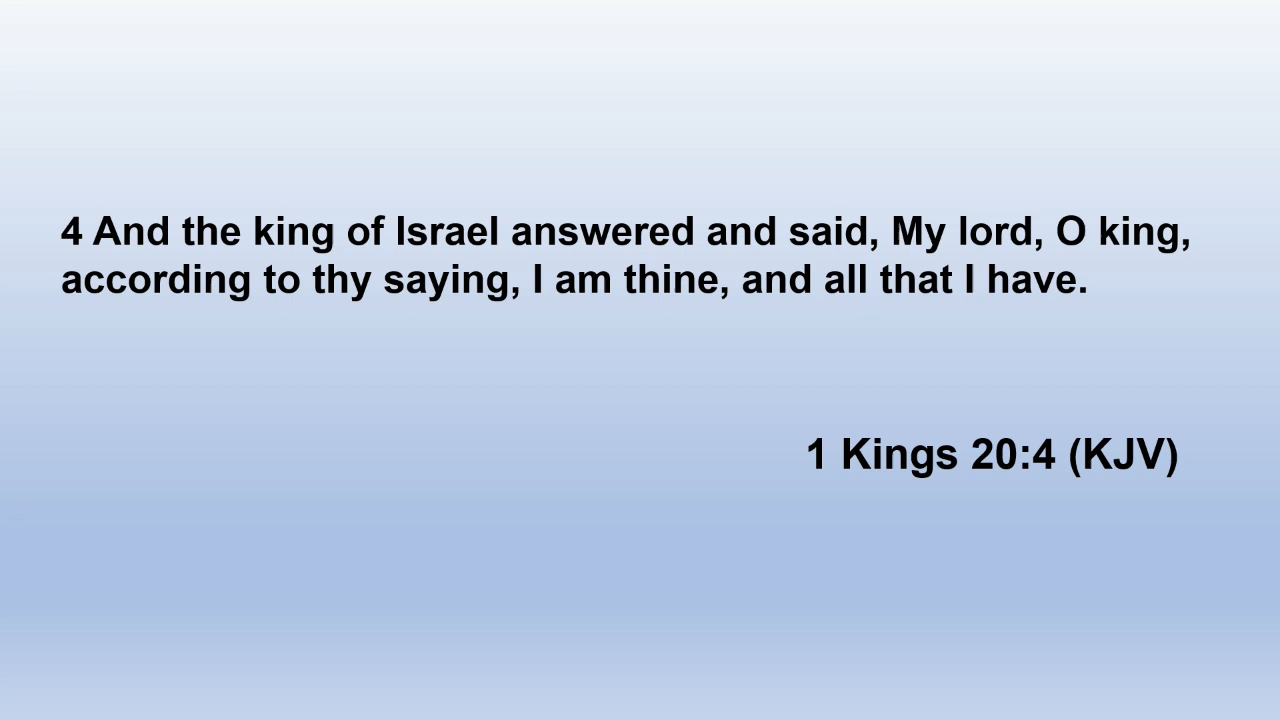 4 And the king of Israel answered and said, My lord, O king,
according to thy saying, I am thine, and all that I have.
1 Kings 20:4 (KJV)